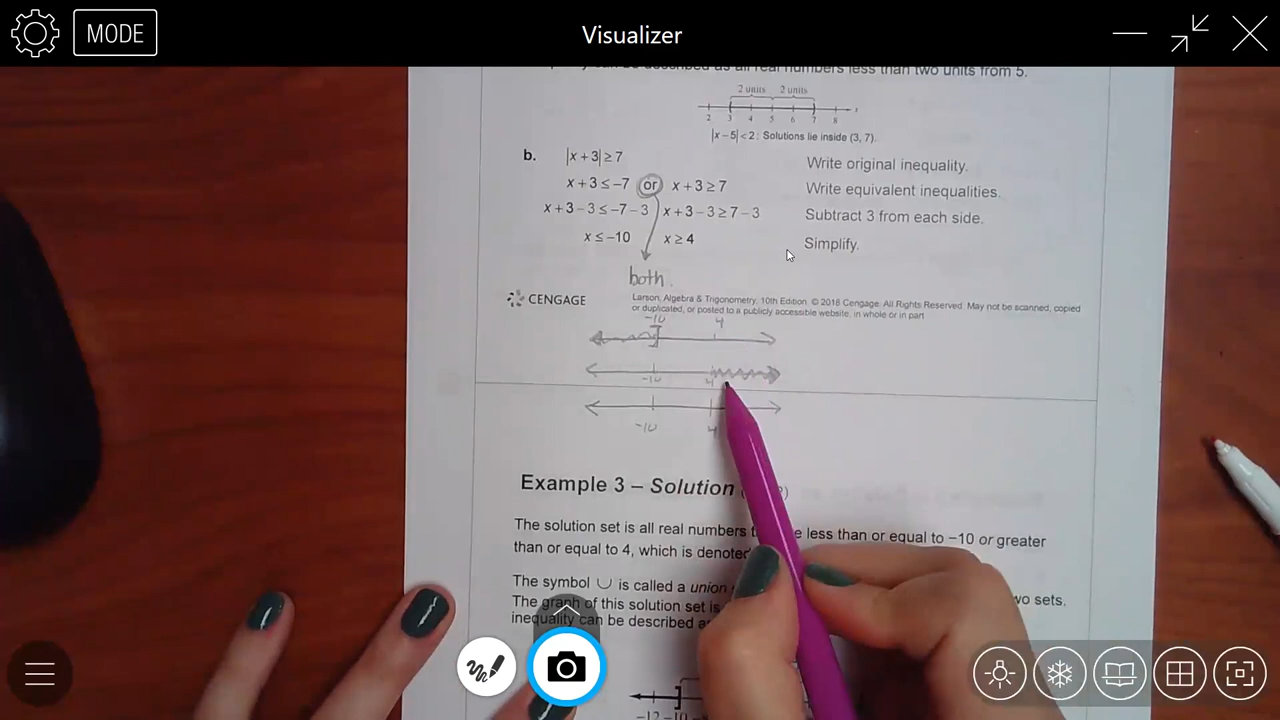 MODE
Visualizer
described as all real numbers less than two units from 5.
2 units 2 units
2 3 4 5 6 7 8 x
|x − 5| < 2: Solutions lie inside (3, 7).
b. |x + 3| ≥ 7 Write original inequality.
x + 3 ≤ −7 or x + 3 ≥ 7 Write equivalent inequalities.
x + 3 − 3 ≤ −7 − 3 x + 3 − 3 ≥ 7 − 3 Subtract 3 from each side.
x ≤ −10 x ≥ 4 Simplify.
both.
CENGAGE
Larson, Algebra & Trigonometry, 10th Edition. © 2018 Cengage. All Rights Reserved. May not be scanned, copied
or duplicated, or posted to a publicly accessible website, in whole or in part
−10 4
−10 4
−10 4
Example 3 – Solution
The solution set is all real numbers less than or equal to −10 or greater
than or equal to 4, which is denoted
The symbol ∪ is called a union two sets.
The graph of this solution set is
inequality can be described
−12 −10